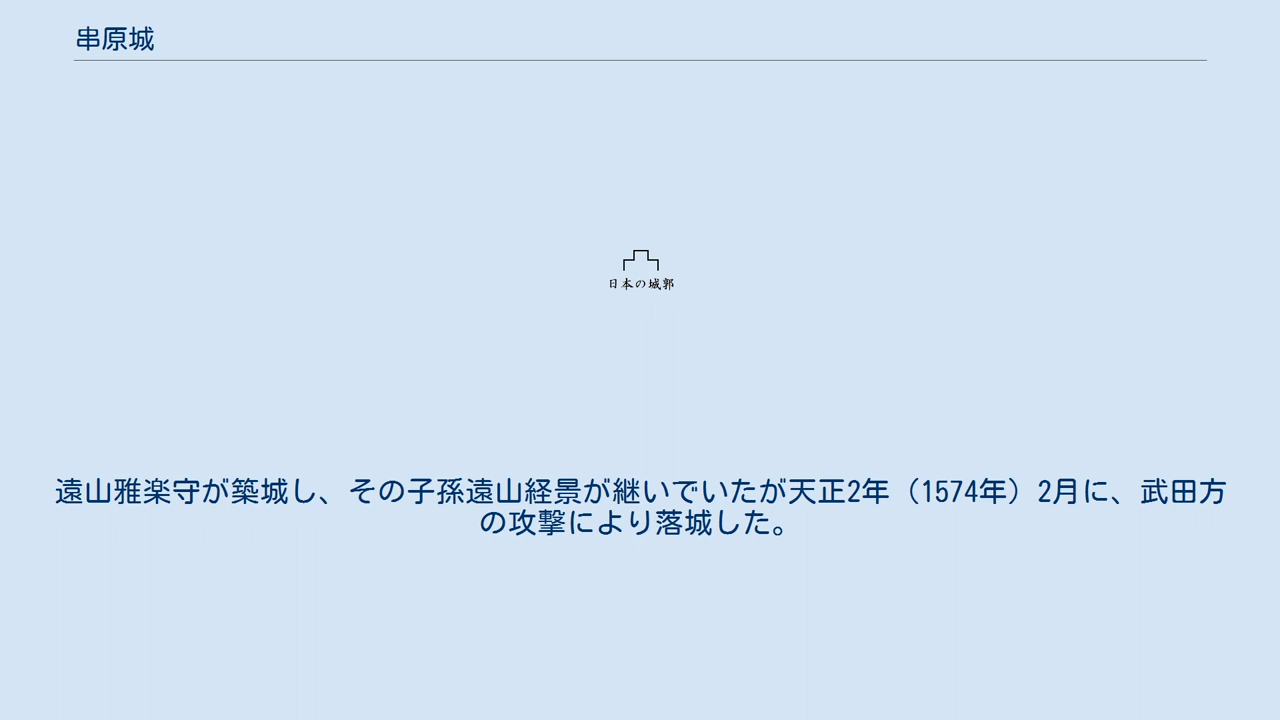 串原城
日本の城郭
遠山雅楽守が築城し、その子孫遠山経景が継いでいたが天正2年（1574年）2月に、武田方
の攻撃により落城した。